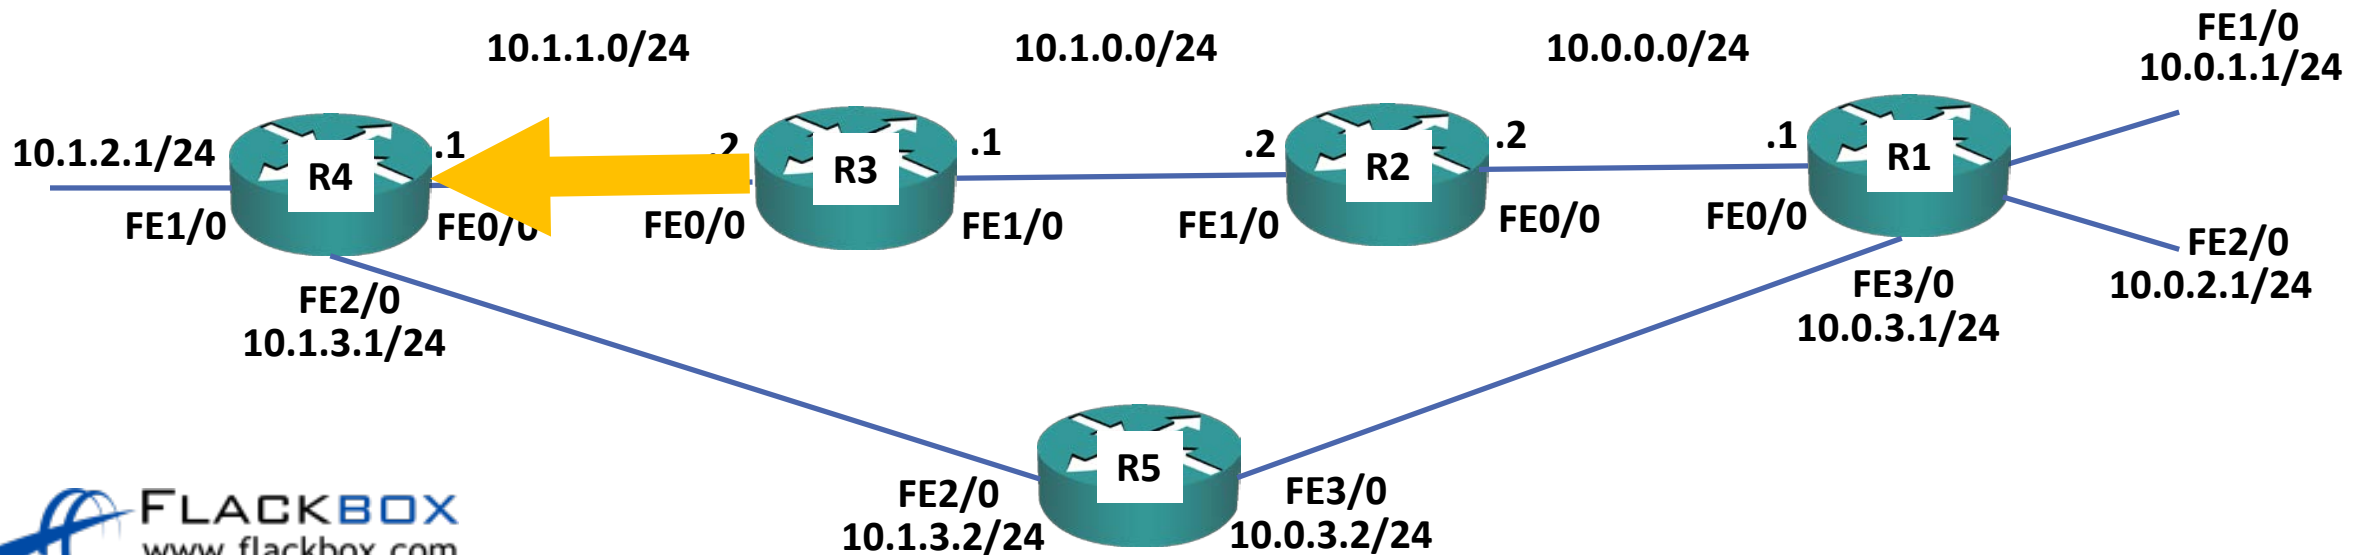 10.1.1.0/24
10.1.0.0/24
10.0.0.0/24
FE1/0
10.0.1.1/24
10.1.2.1/24
R4
.1
.2
R3
.1
.2
R2
.2
.1
R1
FE1/0
FE0/0
FE0/0
FE1/0
FE1/0
FE0/0
FE0/0
FE2/0
10.0.2.1/24
FE2/0
10.1.3.1/24
FE3/0
10.0.3.1/24
R5
FE2/0
10.1.3.2/24
FE3/0
10.0.3.2/24
FLACKBOX
www.flackbox.com